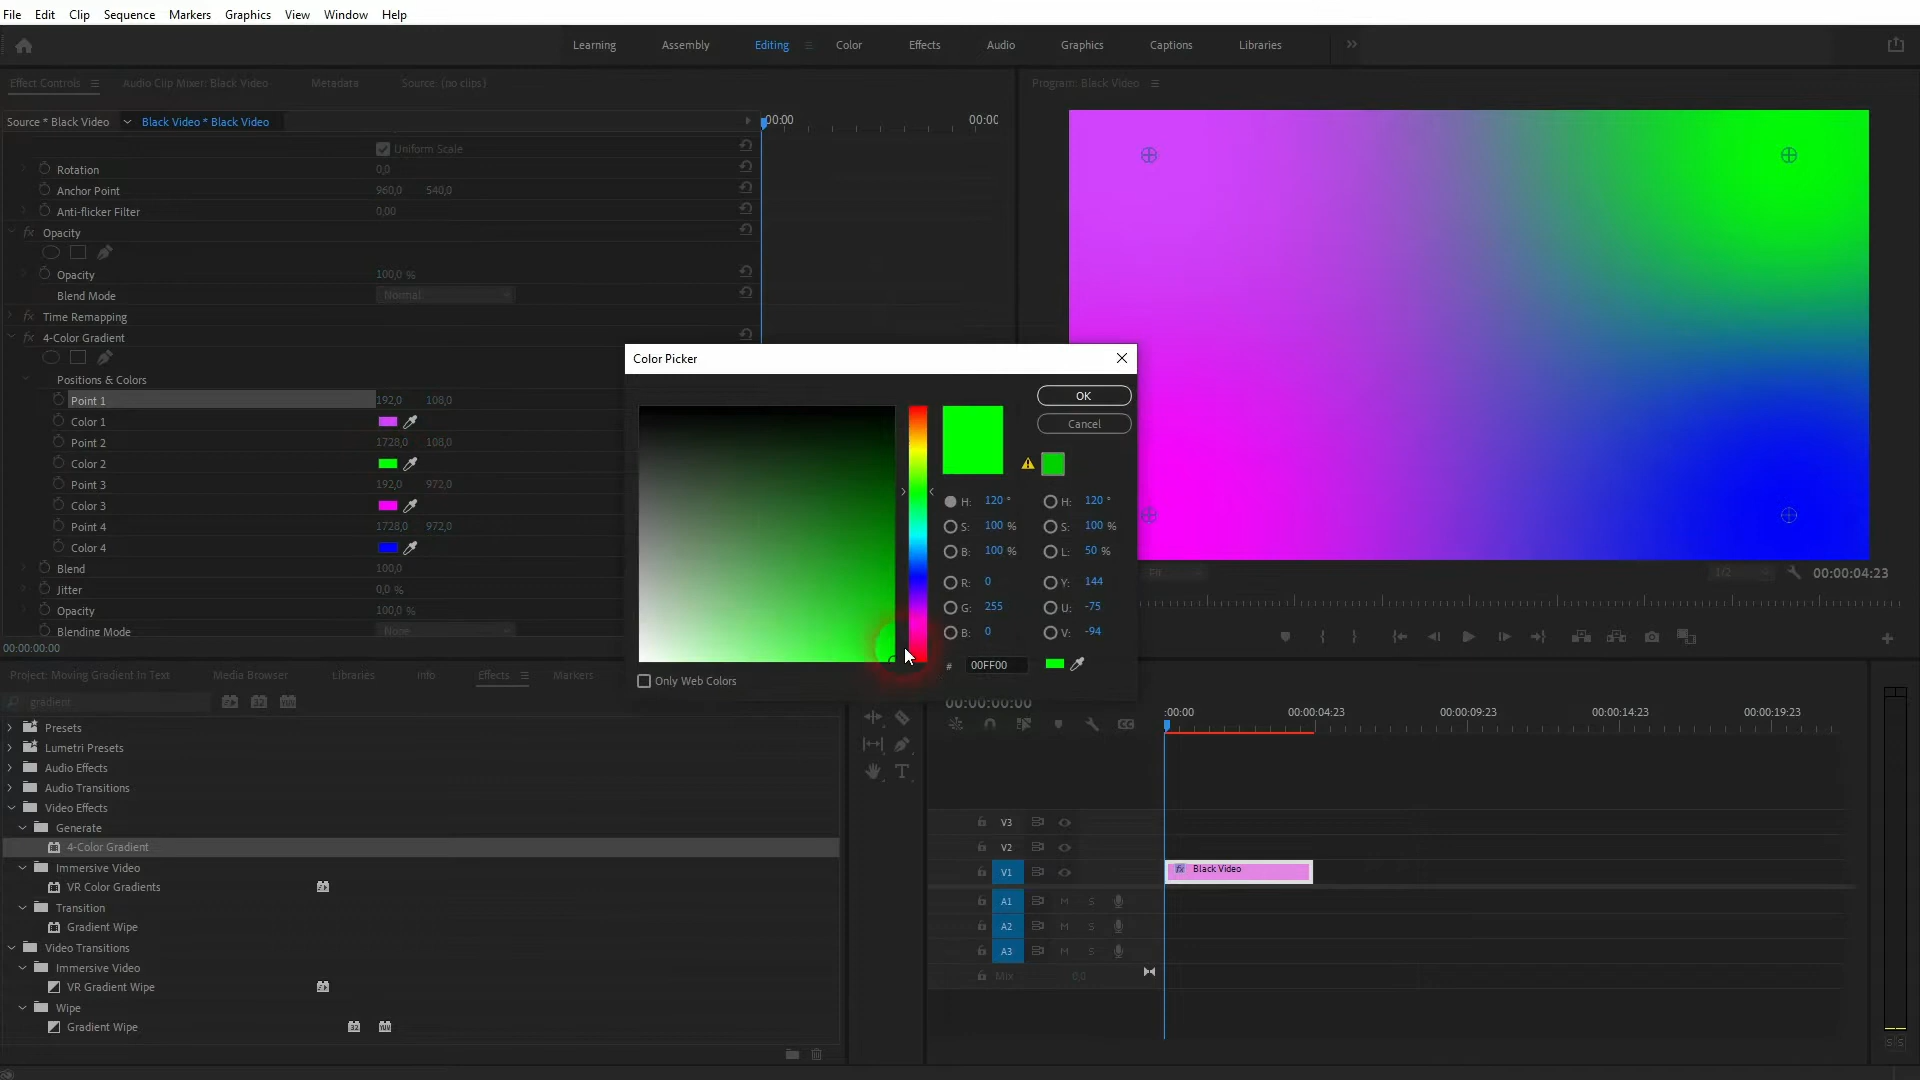 File Edit Clip Sequence Markers Graphics View Window Help
Learning Assembly Editing Color Effects Audio Graphics Captions Libraries
Effect Controls Audio Clip Mixer: Black Video Metadata Source: (no clips)
Program: Black Video
Source * Black Video Black Video * Black Video
:00:00 00:00
Uniform Scale
Rotation 0,0
Anchor Point 960,0 540,0
Anti-flicker Filter 0,00
fx Opacity
Opacity 100,0 %
Blend Mode Normal
fx Time Remapping
fx 4-Color Gradient
Positions & Colors
Point 1 192,0 108,0
Color 1
Point 2 1728,0 108,0
Color 2
Point 3 192,0 972,0
Color 3
Point 4 1728,0 972,0
Color 4
Blend 100,0
Jitter 0,0 %
Opacity 100,0 %
Blending Mode None
00:00:00:00
Color Picker
OK
Cancel
H: 120 ° H: 120 °
S: 100 % S: 100 %
B: 100 % L: 50 %
R: 0 Y: 144
G: 255 U: -75
B: 0 V: -94
# 00FF00
Only Web Colors
1/2 00:00:04:23
Project: Moving Gradient In Text Media Browser Libraries Info Effects Markers
gradient
Presets
Lumetri Presets
Audio Effects
Audio Transitions
Video Effects
Generate
4-Color Gradient
Immersive Video
VR Color Gradients
Transition
Gradient Wipe
Video Transitions
Immersive Video
VR Gradient Wipe
Wipe
Gradient Wipe
00:00:00:00
:00:00 00:00:04:23 00:00:09:23 00:00:14:23 00:00:19:23
V3
V2
V1 fx Black Video
A1 M S
A2 M S
A3 M S
Mix 0,0
S S